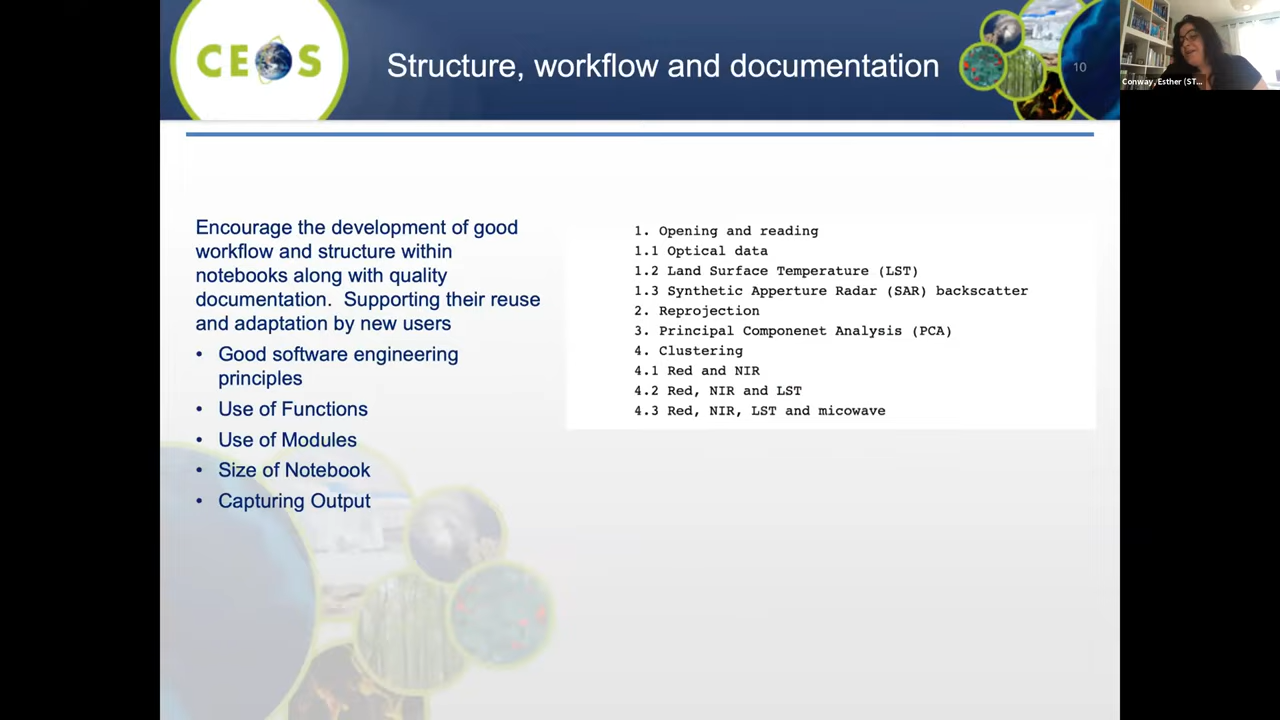 CEOS
Structure, workflow and documentation
10
Conway, Esther (ST...
Encourage the development of good
workflow and structure within
notebooks along with quality
documentation. Supporting their reuse
and adaptation by new users
• Good software engineering
principles
• Use of Functions
• Use of Modules
• Size of Notebook
• Capturing Output
1. Opening and reading
1.1 Optical data
1.2 Land Surface Temperature (LST)
1.3 Synthetic Apperture Radar (SAR) backscatter
2. Reprojection
3. Principal Componenet Analysis (PCA)
4. Clustering
4.1 Red and NIR
4.2 Red, NIR and LST
4.3 Red, NIR, LST and micowave